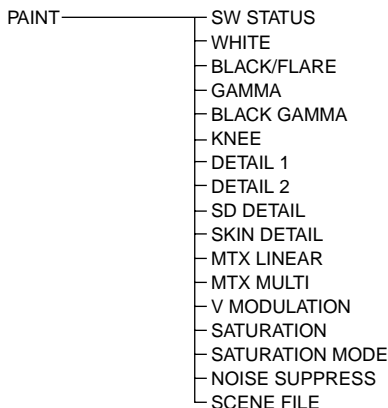 PAINT
SW STATUS
WHITE
BLACK/FLARE
GAMMA
BLACK GAMMA
KNEE
DETAIL 1
DETAIL 2
SD DETAIL
SKIN DETAIL
MTX LINEAR
MTX MULTI
V MODULATION
SATURATION
SATURATION MODE
NOISE SUPPRESS
SCENE FILE